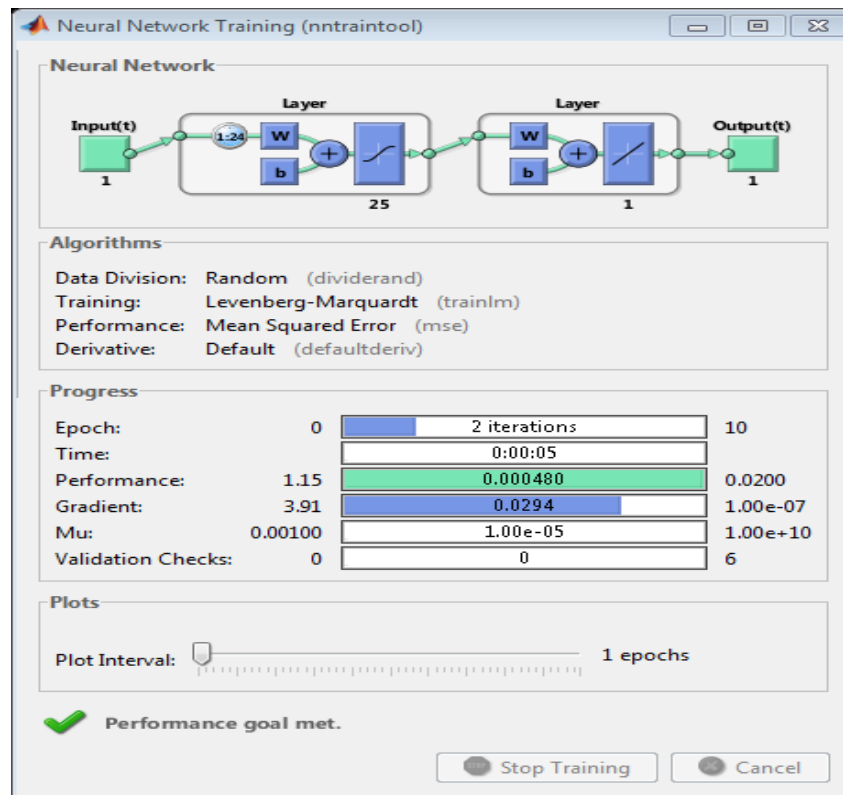 Neural Network Training (nntraintool)
Neural Network
Layer Layer
Input(t) Output(t)
1:24 W W
b b
1 25 1 1
Algorithms
Data Division: Random (dividerand)
Training: Levenberg-Marquardt (trainlm)
Performance: Mean Squared Error (mse)
Derivative: Default (defaultderiv)
Progress
Epoch: 0 2 iterations 10
Time: 0:00:05
Performance: 1.15 0.000480 0.0200
Gradient: 3.91 0.0294 1.00e-07
Mu: 0.00100 1.00e-05 1.00e+10
Validation Checks: 0 0 6
Plots
Plot Interval: 1 epochs
Performance goal met.
Stop Training Cancel